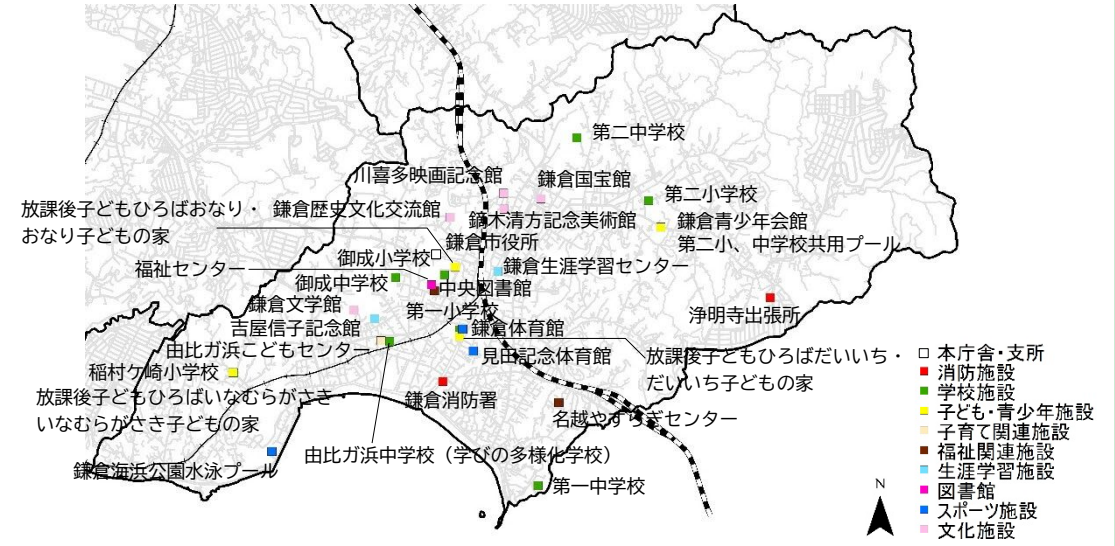 第二中学校
川喜多映画記念館
鎌倉国宝館
第二小学校
放課後子どもひろばおなり・
おなり子どもの家
鎌倉歴史文化交流館
鏑木清方記念美術館
鎌倉青少年会館
第二小、中学校共用プール
鎌倉市役所
御成小学校
福祉センター
鎌倉生涯学習センター
御成中学校
中央図書館
鎌倉文学館
第一小学校
浄明寺出張所
吉屋信子記念館
鎌倉体育館
由比ガ浜こどもセンター
見田記念体育館
放課後子どもひろばだいいち・
だいいち子どもの家
稲村ケ崎小学校
放課後子どもひろばいなむらがさき
いなむらがさき子どもの家
鎌倉消防署
名越やすらぎセンター
由比ガ浜中学校（学びの多様化学校）
鎌倉海浜公園水泳プール
第一中学校
本庁舎・支所
消防施設
学校施設
子ども・青少年施設
子育て関連施設
福祉関連施設
生涯学習施設
図書館
スポーツ施設
文化施設
N